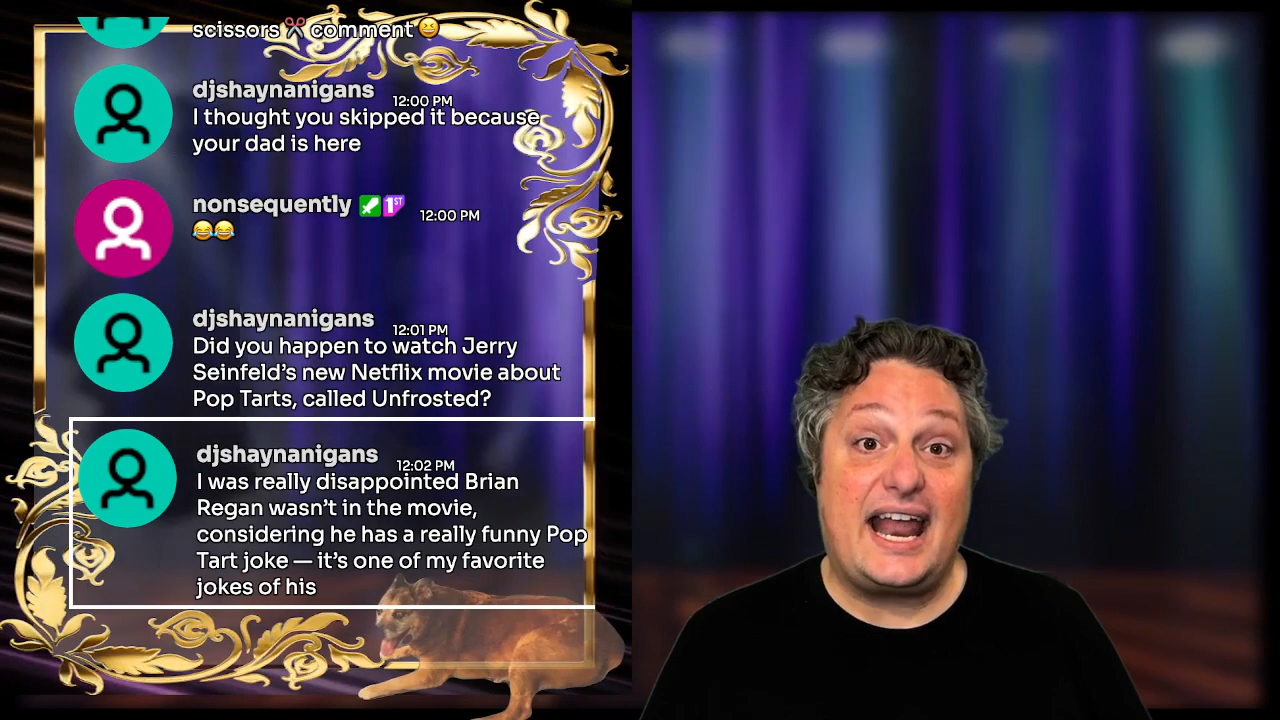 scissors ✂️ comment 😆
djshaynanigans 12:00 PM
I thought you skipped it because
your dad is here
nonsequently 1ST 12:00 PM
😂😂
djshaynanigans 12:01 PM
Did you happen to watch Jerry
Seinfeld's new Netflix movie about
Pop Tarts, called Unfrosted?
djshaynanigans 12:02 PM
I was really disappointed Brian
Regan wasn't in the movie,
considering he has a really funny Pop
Tart joke — it's one of my favorite
jokes of his